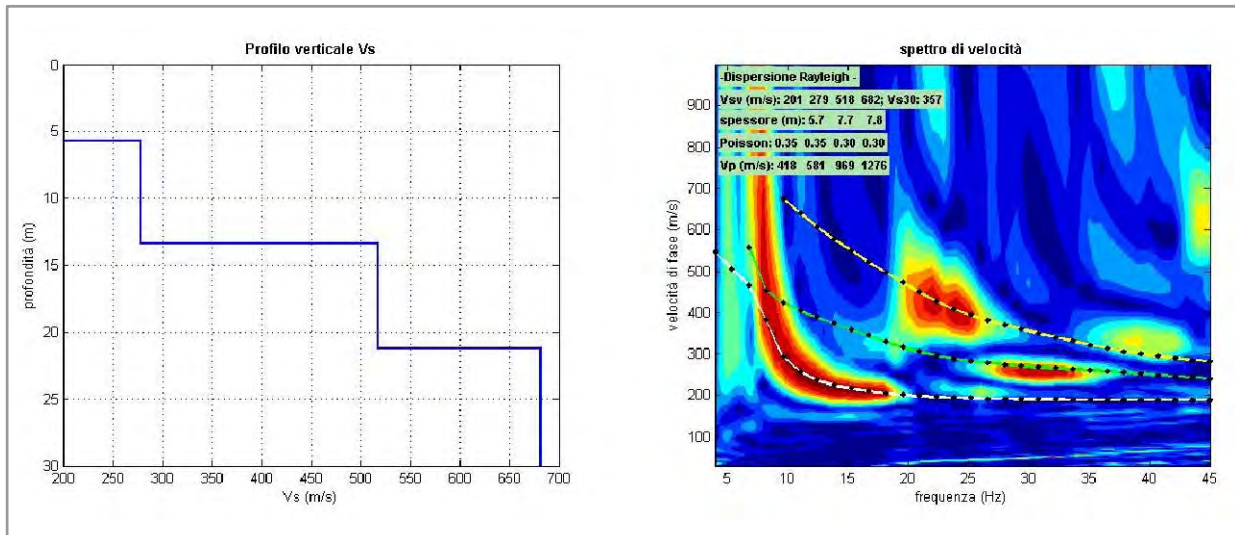 Profilo verticale Vs
0
5
10
15
20
25
30
profondità (m)
200 250 300 350 400 450 500 550 600 650 700
Vs (m/s)
spettro di velocità
-Dispersione Rayleigh -
Vsv (m/s): 201 279 518 682; Vs30: 357
spessore (m): 5.7 7.7 7.8
Poisson: 0.35 0.35 0.30 0.30
Vp (m/s): 418 581 969 1276
900
800
700
600
500
400
300
200
100
velocità di fase (m/s)
5 10 15 20 25 30 35 40 45
frequenza (Hz)